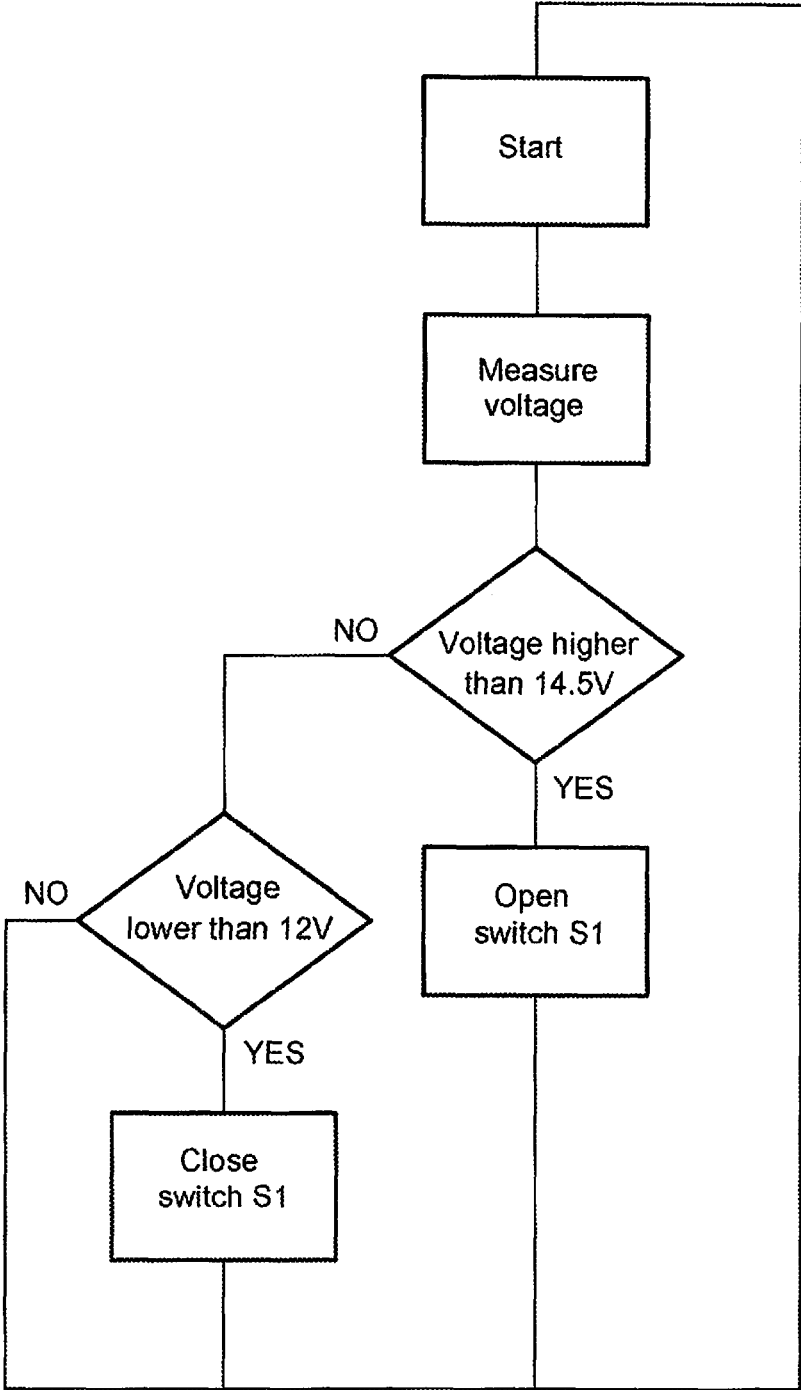 Start
Measure
voltage
NO
Voltage higher
than 14.5V
YES
NO
Voltage
lower than 12V
Open
switch S1
YES
Close
switch S1